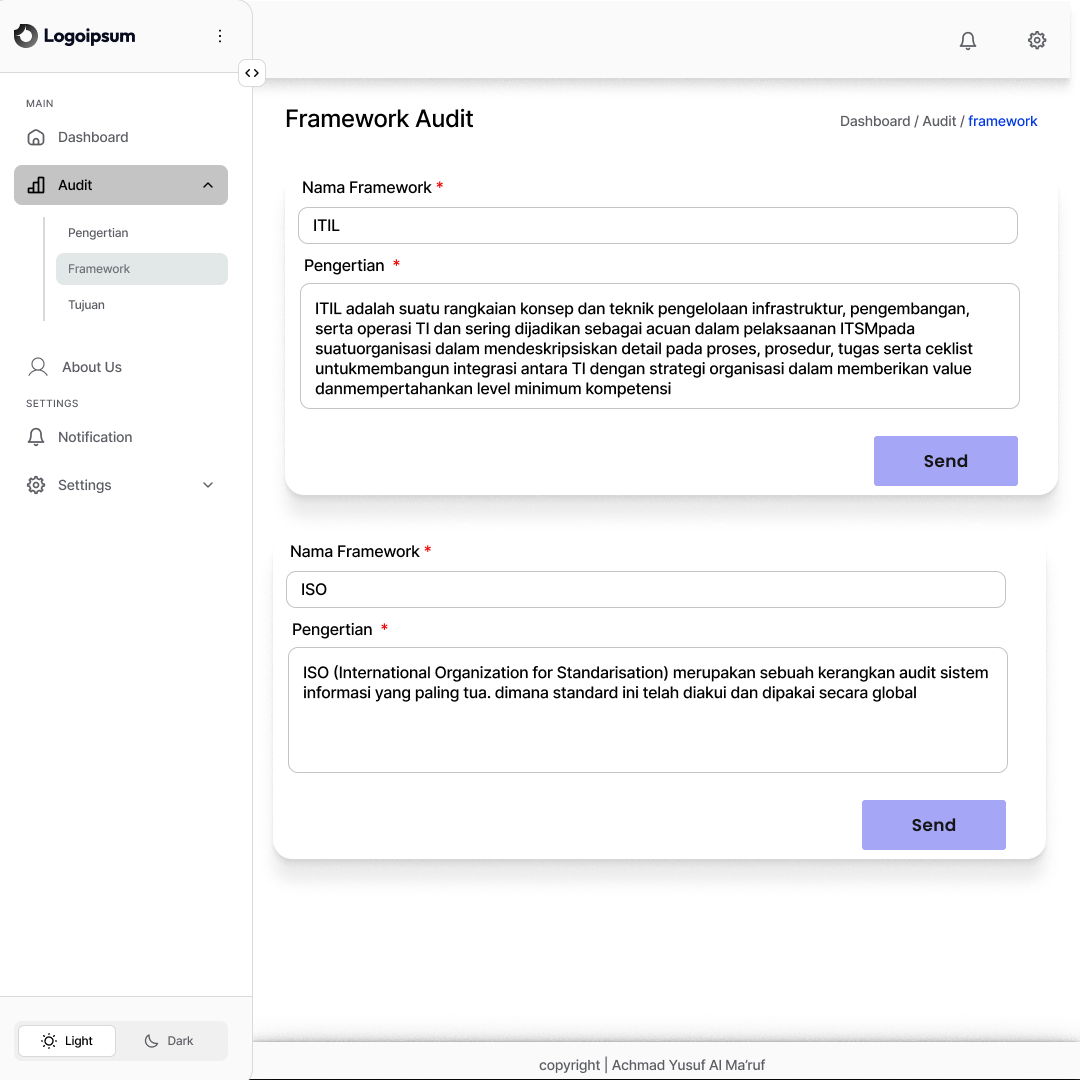 Logoipsum
MAIN
Dashboard
Audit
Pengertian
Framework
Tujuan
About Us
SETTINGS
Notification
Settings
Light
Dark
Framework Audit
Dashboard / Audit / framework
Nama Framework *
ITIL
Pengertian *
ITIL adalah suatu rangkaian konsep dan teknik pengelolaan infrastruktur, pengembangan,
serta operasi TI dan sering dijadikan sebagai acuan dalam pelaksaanan ITSMpada
suatuorganisasi dalam mendeskripsiskan detail pada proses, prosedur, tugas serta ceklist
untukmembangun integrasi antara TI dengan strategi organisasi dalam memberikan value
danmempertahankan level minimum kompetensi
Send
Nama Framework *
ISO
Pengertian *
ISO (International Organization for Standarisation) merupakan sebuah kerangkan audit sistem
informasi yang paling tua. dimana standard ini telah diakui dan dipakai secara global
Send
copyright | Achmad Yusuf Al Ma’ruf